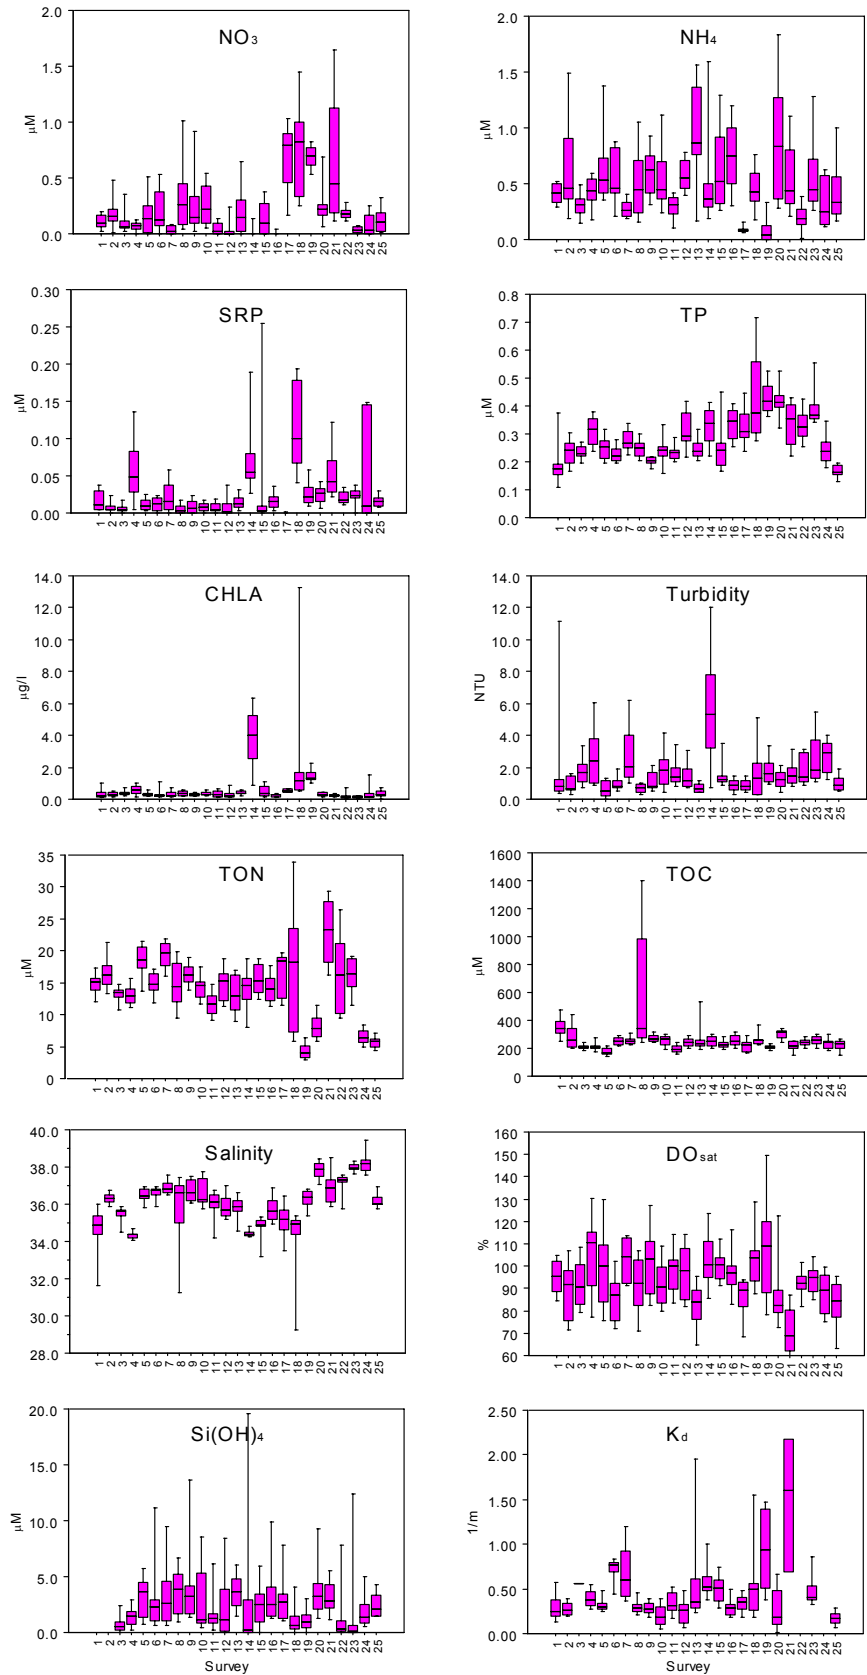 NO₃
2.0
1.5
1.0
0.5
0.0
µM
1 2 3 4 5 6 7 8 9 10 11 12 13 14 15 16 17 18 19 20 21 22 23 24 25
NH₄
2.0
1.5
1.0
0.5
0.0
µM
1 2 3 4 5 6 7 8 9 10 11 12 13 14 15 16 17 18 19 20 21 22 23 24 25
SRP
0.30
0.25
0.20
0.15
0.10
0.05
0.00
µM
1 2 3 4 5 6 7 8 9 10 11 12 13 14 15 16 17 18 19 20 21 22 23 24 25
TP
0.8
0.7
0.6
0.5
0.4
0.3
0.2
0.1
0.0
µM
1 2 3 4 5 6 7 8 9 10 11 12 13 14 15 16 17 18 19 20 21 22 23 24 25
CHLA
14.0
12.0
10.0
8.0
6.0
4.0
2.0
0.0
µg/l
1 2 3 4 5 6 7 8 9 10 11 12 13 14 15 16 17 18 19 20 21 22 23 24 25
Turbidity
14.0
12.0
10.0
8.0
6.0
4.0
2.0
0.0
NTU
1 2 3 4 5 6 7 8 9 10 11 12 13 14 15 16 17 18 19 20 21 22 23 24 25
TON
35
30
25
20
15
10
5
0
µM
1 2 3 4 5 6 7 8 9 10 11 12 13 14 15 16 17 18 19 20 21 22 23 24 25
TOC
1600
1400
1200
1000
800
600
400
200
0
µM
1 2 3 4 5 6 7 8 9 10 11 12 13 14 15 16 17 18 19 20 21 22 23 24 25
Salinity
40.0
38.0
36.0
34.0
32.0
30.0
28.0
1 2 3 4 5 6 7 8 9 10 11 12 13 14 15 16 17 18 19 20 21 22 23 24 25
DOsat
160
150
140
130
120
110
100
90
80
70
60
%
1 2 3 4 5 6 7 8 9 10 11 12 13 14 15 16 17 18 19 20 21 22 23 24 25
Si(OH)₄
20.0
15.0
10.0
5.0
0.0
µM
1 2 3 4 5 6 7 8 9 10 11 12 13 14 15 16 17 18 19 20 21 22 23 24 25
Survey
Kd
2.50
2.00
1.50
1.00
0.50
0.00
1/m
1 2 3 4 5 6 7 8 9 10 11 12 13 14 15 16 17 18 19 20 21 22 23 24 25
Survey